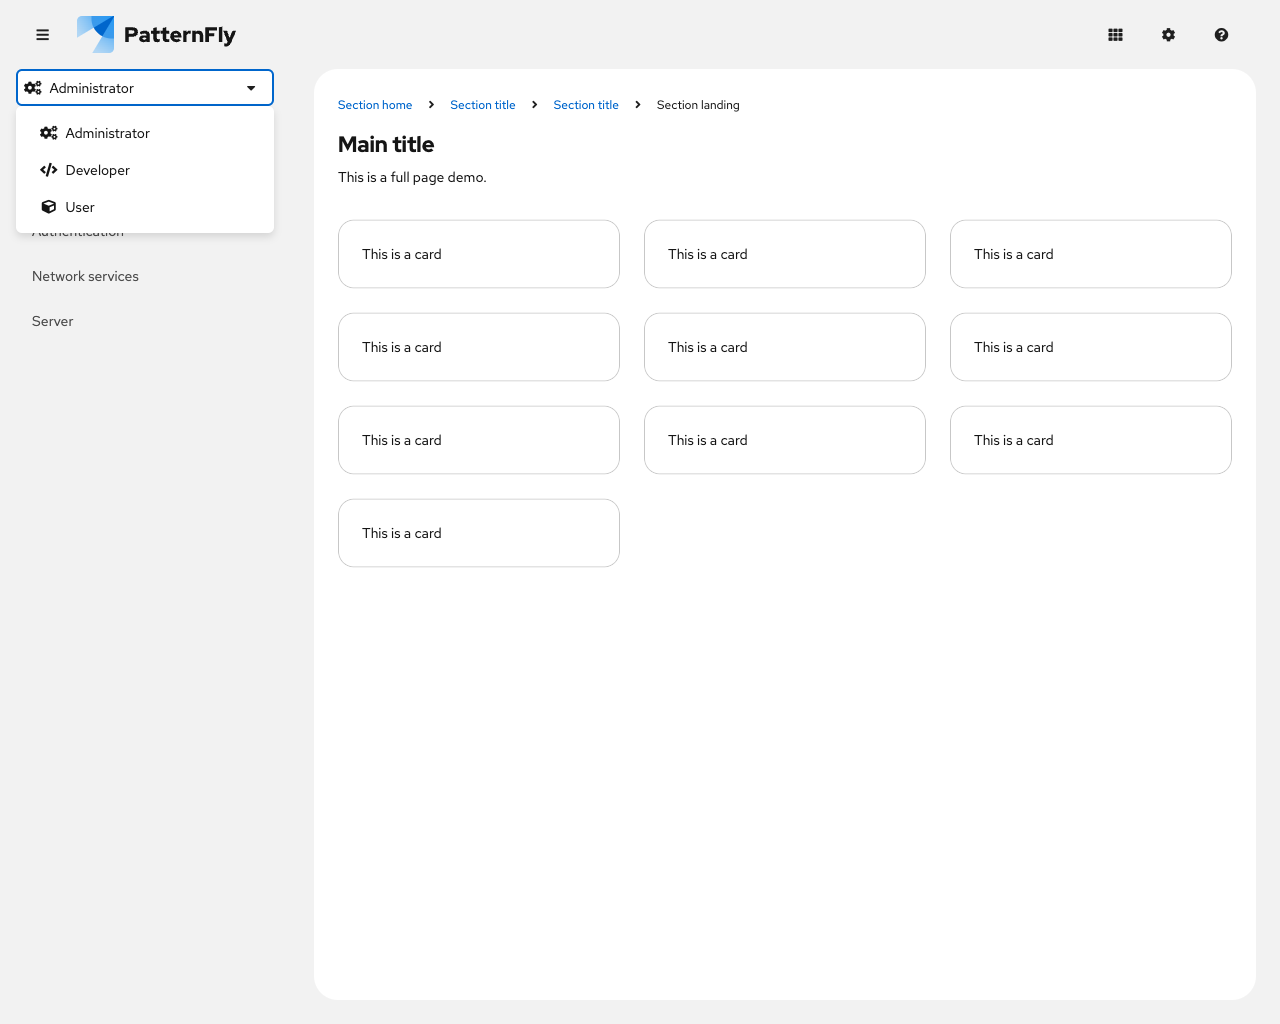 PatternFly
Administrator
Administrator
Developer
User
Authentication
Network services
Server
Section home
Section title
Section title
Section landing
Main title
This is a full page demo.
This is a card
This is a card
This is a card
This is a card
This is a card
This is a card
This is a card
This is a card
This is a card
This is a card